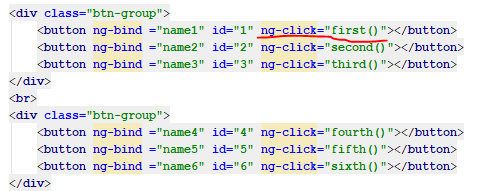 <div class="btn-group">
<button ng-bind ="name1" id="1" ng-click="first()"></button>
<button ng-bind ="name2" id="2" ng-click="second()"></button>
<button ng-bind ="name3" id="3" ng-click="third()"></button>
</div>
<br>
<div class="btn-group">
<button ng-bind ="name4" id="4" ng-click="fourth()"></button>
<button ng-bind ="name5" id="5" ng-click="fifth()"></button>
<button ng-bind ="name6" id="6" ng-click="sixth()"></button>
</div>